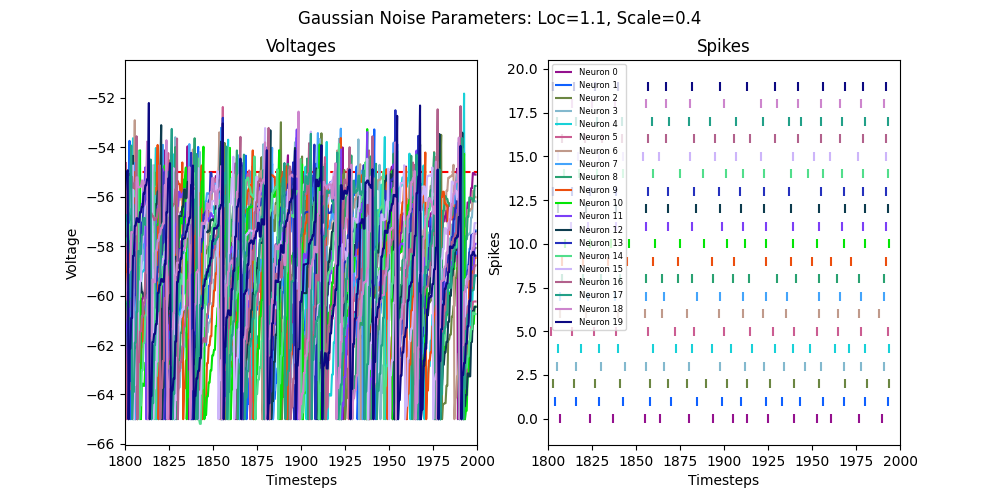 Gaussian Noise Parameters: Loc=1.1, Scale=0.4
Voltages
Spikes
−52
−54
−56
−58
−60
−62
−64
−66
Voltage
1800
1825
1850
1875
1900
1925
1950
1975
2000
Timesteps
20.0
17.5
15.0
12.5
10.0
7.5
5.0
2.5
0.0
Spikes
Neuron 0
Neuron 1
Neuron 2
Neuron 3
Neuron 4
Neuron 5
Neuron 6
Neuron 7
Neuron 8
Neuron 9
Neuron 10
Neuron 11
Neuron 12
Neuron 13
Neuron 14
Neuron 15
Neuron 16
Neuron 17
Neuron 18
Neuron 19
1800
1825
1850
1875
1900
1925
1950
1975
2000
Timesteps